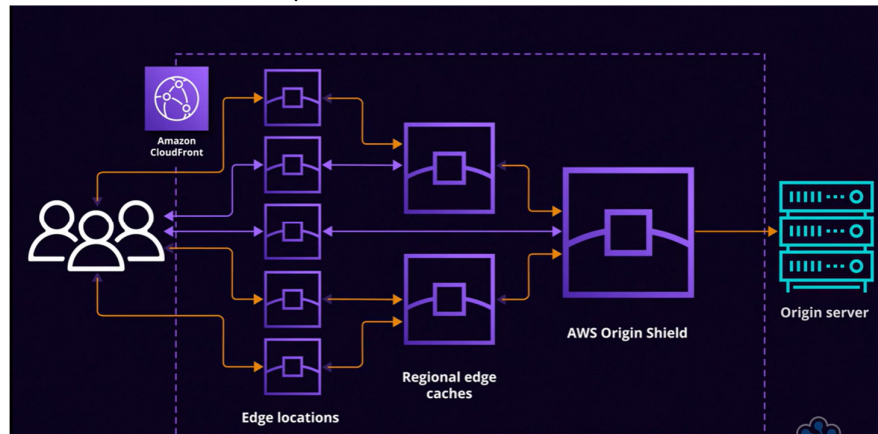 Amazon
CloudFront
Edge locations
Regional edge
caches
AWS Origin Shield
Origin server